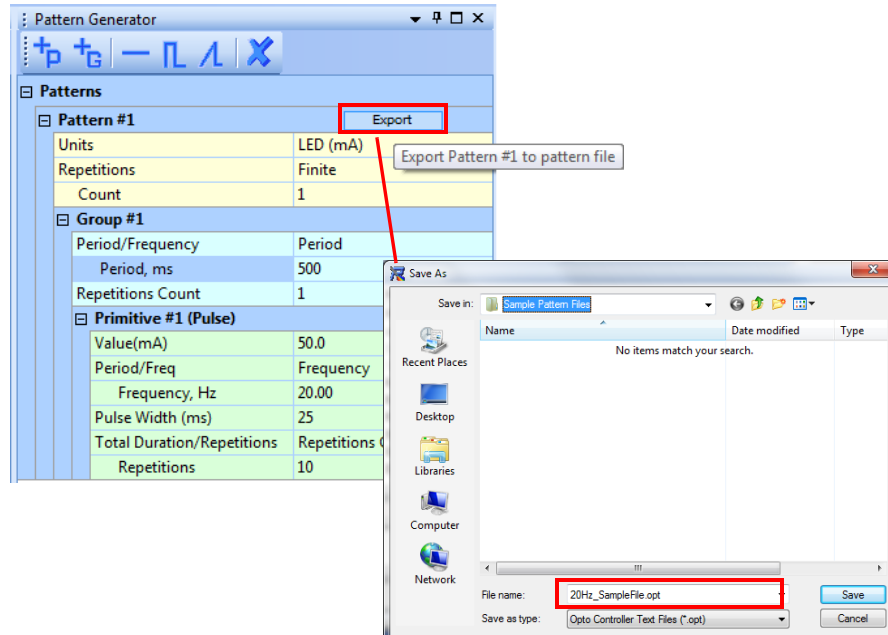 Pattern Generator
+P +G
Patterns
Pattern #1 Export
Units LED (mA)
Export Pattern #1 to pattern file
Repetitions Finite
Count 1
Group #1
Period/Frequency Period
Period, ms 500
Repetitions Count 1
Primitive #1 (Pulse)
Value(mA) 50.0
Period/Freq Frequency
Frequency, Hz 20.00
Pulse Width (ms) 25
Total Duration/Repetitions Repetitions
Repetitions 10
Save As
Save in: Sample Pattern Files
Name Date modified Type
No items match your search.
Recent Places
Desktop
Libraries
Computer
Network
File name: 20Hz_SampleFile.opt Save
Save as type: Opto Controller Text Files (*.opt) Cancel